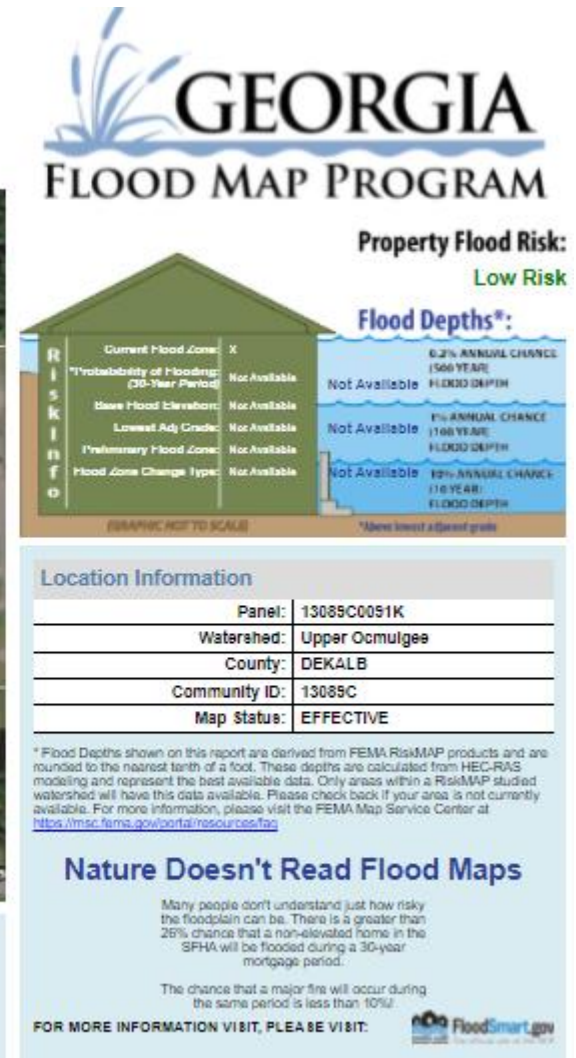 GEORGIA
FLOOD MAP PROGRAM
Property Flood Risk:
Low Risk
Flood Depths*:
Risk Info
Current Flood Zone: X
*Probability of Flooding: (30-Year Period) Not Available
Base Flood Elevation: Not Available
Lowest Adj Grade: Not Available
Preliminary Flood Zone: Not Available
Flood Zone Change Type: Not Available
Not Available
0.2% ANNUAL CHANCE
(500 YEAR)
FLOOD DEPTH
Not Available
1% ANNUAL CHANCE
(100 YEAR)
FLOOD DEPTH
Not Available
10% ANNUAL CHANCE
(10 YEAR)
FLOOD DEPTH
(GRAPHIC NOT TO SCALE)
*Above lowest adjacent grade
Location Information
Panel: 13089C0091K
Watershed: Upper Ocmulgee
County: DEKALB
Community ID: 13089C
Map Status: EFFECTIVE
* Flood Depths shown on this report are derived from FEMA RiskMAP products and are
rounded to the nearest tenth of a foot. These depths are calculated from HEC-RAS
modeling and represent the best available data. Only areas within a RiskMAP studied
watershed will have this data available. Please check back if your area is not currently
available. For more information, please visit the FEMA Map Service Center at
https://msc.fema.gov/portal/resources/faq
Nature Doesn't Read Flood Maps
Many people don't understand just how risky
the floodplain can be. There is a greater than
26% chance that a non-elevated home in the
SFHA will be flooded during a 30-year
mortgage period.
The chance that a major fire will occur during
the same period is less than 10%!
FOR MORE INFORMATION VISIT, PLEASE VISIT:
FloodSmart.gov